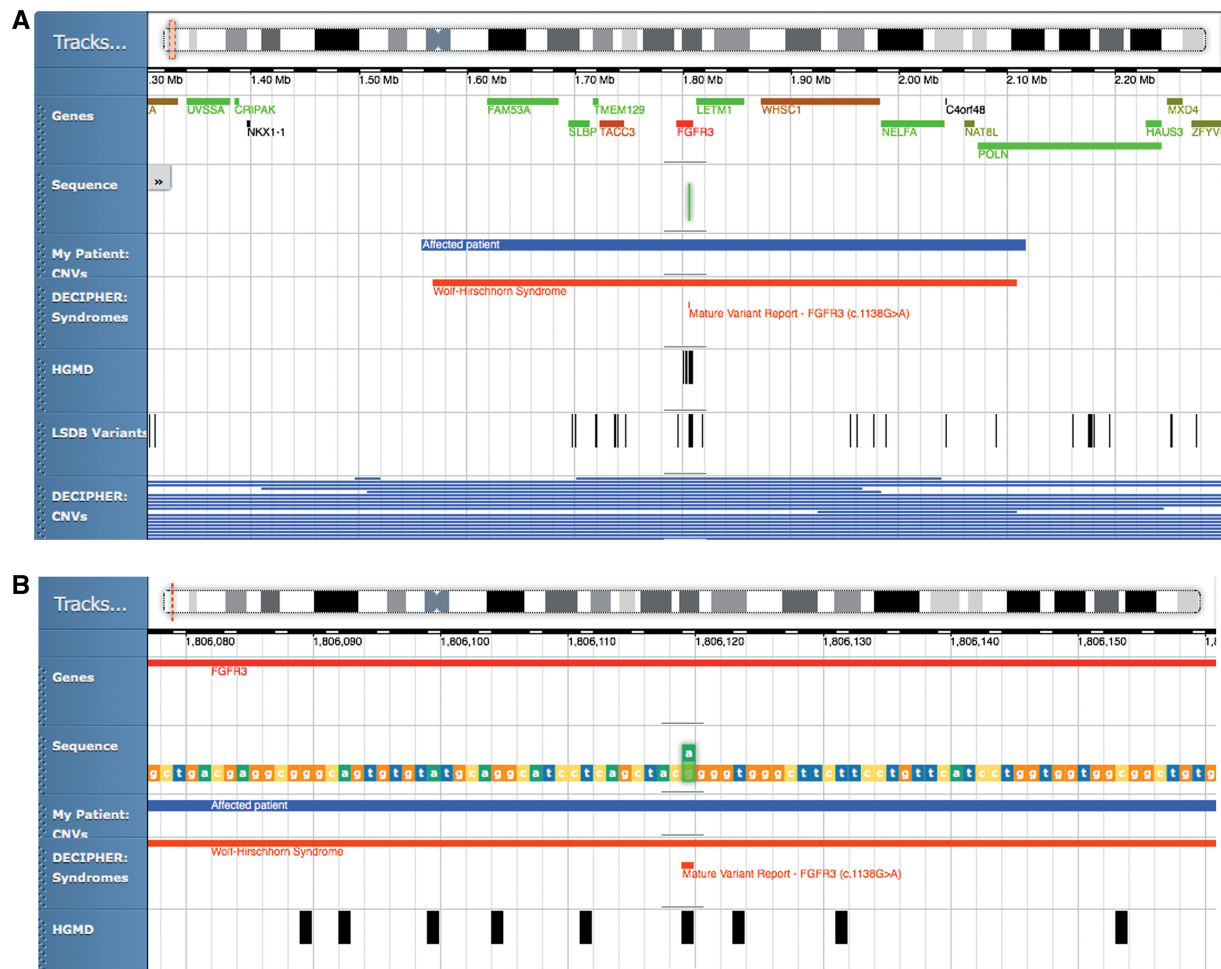 A
Tracks...
.30 Mb 1.40 Mb 1.50 Mb 1.60 Mb 1.70 Mb 1.80 Mb 1.90 Mb 2.00 Mb 2.10 Mb 2.20 Mb
Genes
A UVSSA CRIPAK FAM53A TMEM129 LETM1 WHSC1 C4orf48 MXD4
NKX1-1 SLBP TACC3 FGFR3 NELFA NAT8L HAUS3 ZFYV
POLN
Sequence
»
My Patient:
CNVs
Affected patient
DECIPHER:
Syndromes
Wolf-Hirschhorn Syndrome
Mature Variant Report - FGFR3 (c.1138G>A)
HGMD
LSDB Variants
DECIPHER:
CNVs
B
Tracks...
1,806,080 1,806,090 1,806,100 1,806,110 1,806,120 1,806,130 1,806,140 1,806,150 1,8
Genes
FGFR3
Sequence
a
g c t g a c g a g g c g g g c a g t g t g t a t g c a g g c a t c c t c a g c t a c g g g g t g g g c t t c t t c c t g t t c a t c c t g g t g g t g g c g g c t g t g
My Patient:
CNVs
Affected patient
DECIPHER:
Syndromes
Wolf-Hirschhorn Syndrome
Mature Variant Report - FGFR3 (c.1138G>A)
HGMD